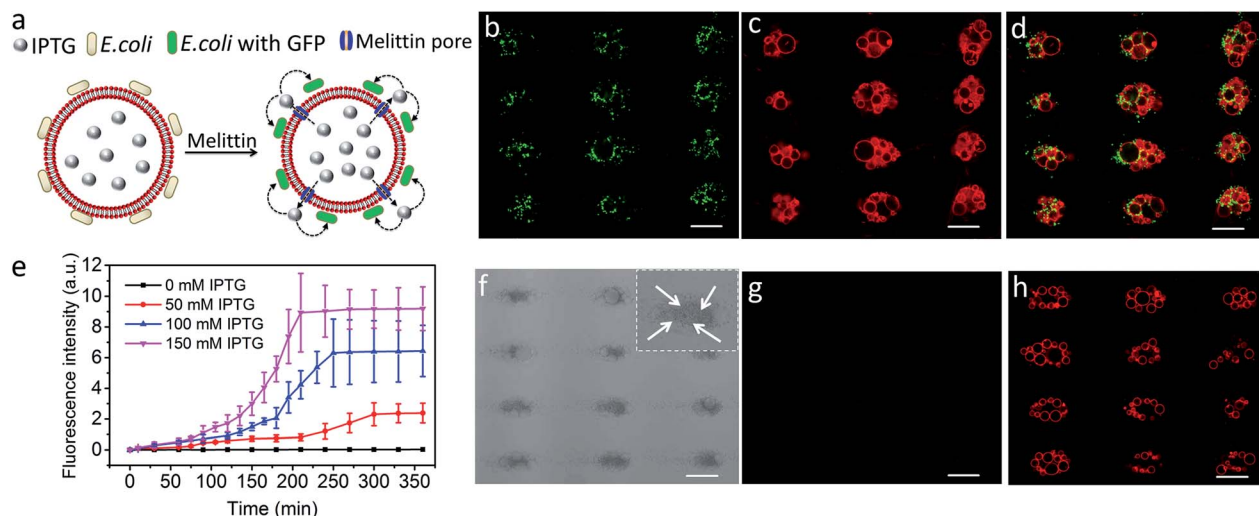 a
IPTG E.coli E.coli with GFP Melittin pore
Melittin
b
c
d
e
Fluorescence intensity (a.u.)
12
10
8
6
4
2
0
0 mM IPTG
50 mM IPTG
100 mM IPTG
150 mM IPTG
0 50 100 150 200 250 300 350
Time (min)
f
g
h